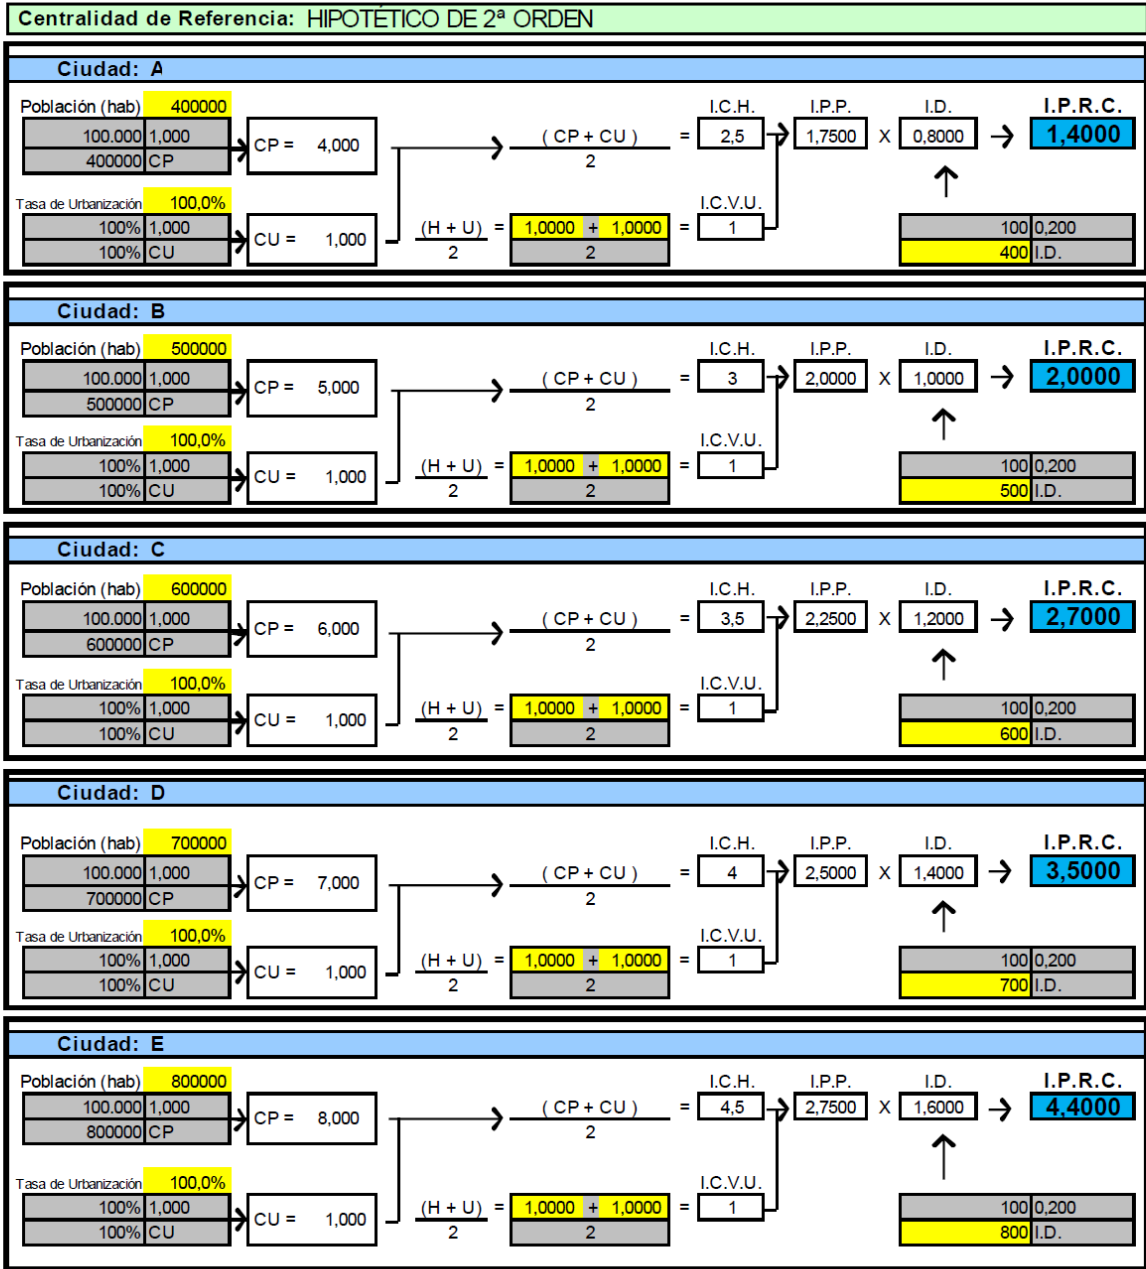 Centralidad de Referencia: HIPOTÉTICO DE 2ª ORDEN
Ciudad: A
Población (hab) 400000 I.C.H. I.P.P. I.D. I.P.R.C.
100.000 1,000 CP = 4,000 ( CP + CU ) = 2,5 1,7500 X 0,8000 1,4000
400000 CP 2
Tasa de Urbanización 100,0% I.C.V.U.
100% 1,000 CU = 1,000 (H + U) = 1,0000 + 1,0000 = 1 100 0,200
100% CU 2 2 400 I.D.
Ciudad: B
Población (hab) 500000 I.C.H. I.P.P. I.D. I.P.R.C.
100.000 1,000 CP = 5,000 ( CP + CU ) = 3 2,0000 X 1,0000 2,0000
500000 CP 2
Tasa de Urbanización 100,0% I.C.V.U.
100% 1,000 CU = 1,000 (H + U) = 1,0000 + 1,0000 = 1 100 0,200
100% CU 2 2 500 I.D.
Ciudad: C
Población (hab) 600000 I.C.H. I.P.P. I.D. I.P.R.C.
100.000 1,000 CP = 6,000 ( CP + CU ) = 3,5 2,2500 X 1,2000 2,7000
600000 CP 2
Tasa de Urbanización 100,0% I.C.V.U.
100% 1,000 CU = 1,000 (H + U) = 1,0000 + 1,0000 = 1 100 0,200
100% CU 2 2 600 I.D.
Ciudad: D
Población (hab) 700000 I.C.H. I.P.P. I.D. I.P.R.C.
100.000 1,000 CP = 7,000 ( CP + CU ) = 4 2,5000 X 1,4000 3,5000
700000 CP 2
Tasa de Urbanización 100,0% I.C.V.U.
100% 1,000 CU = 1,000 (H + U) = 1,0000 + 1,0000 = 1 100 0,200
100% CU 2 2 700 I.D.
Ciudad: E
Población (hab) 800000 I.C.H. I.P.P. I.D. I.P.R.C.
100.000 1,000 CP = 8,000 ( CP + CU ) = 4,5 2,7500 X 1,6000 4,4000
800000 CP 2
Tasa de Urbanización 100,0% I.C.V.U.
100% 1,000 CU = 1,000 (H + U) = 1,0000 + 1,0000 = 1 100 0,200
100% CU 2 2 800 I.D.